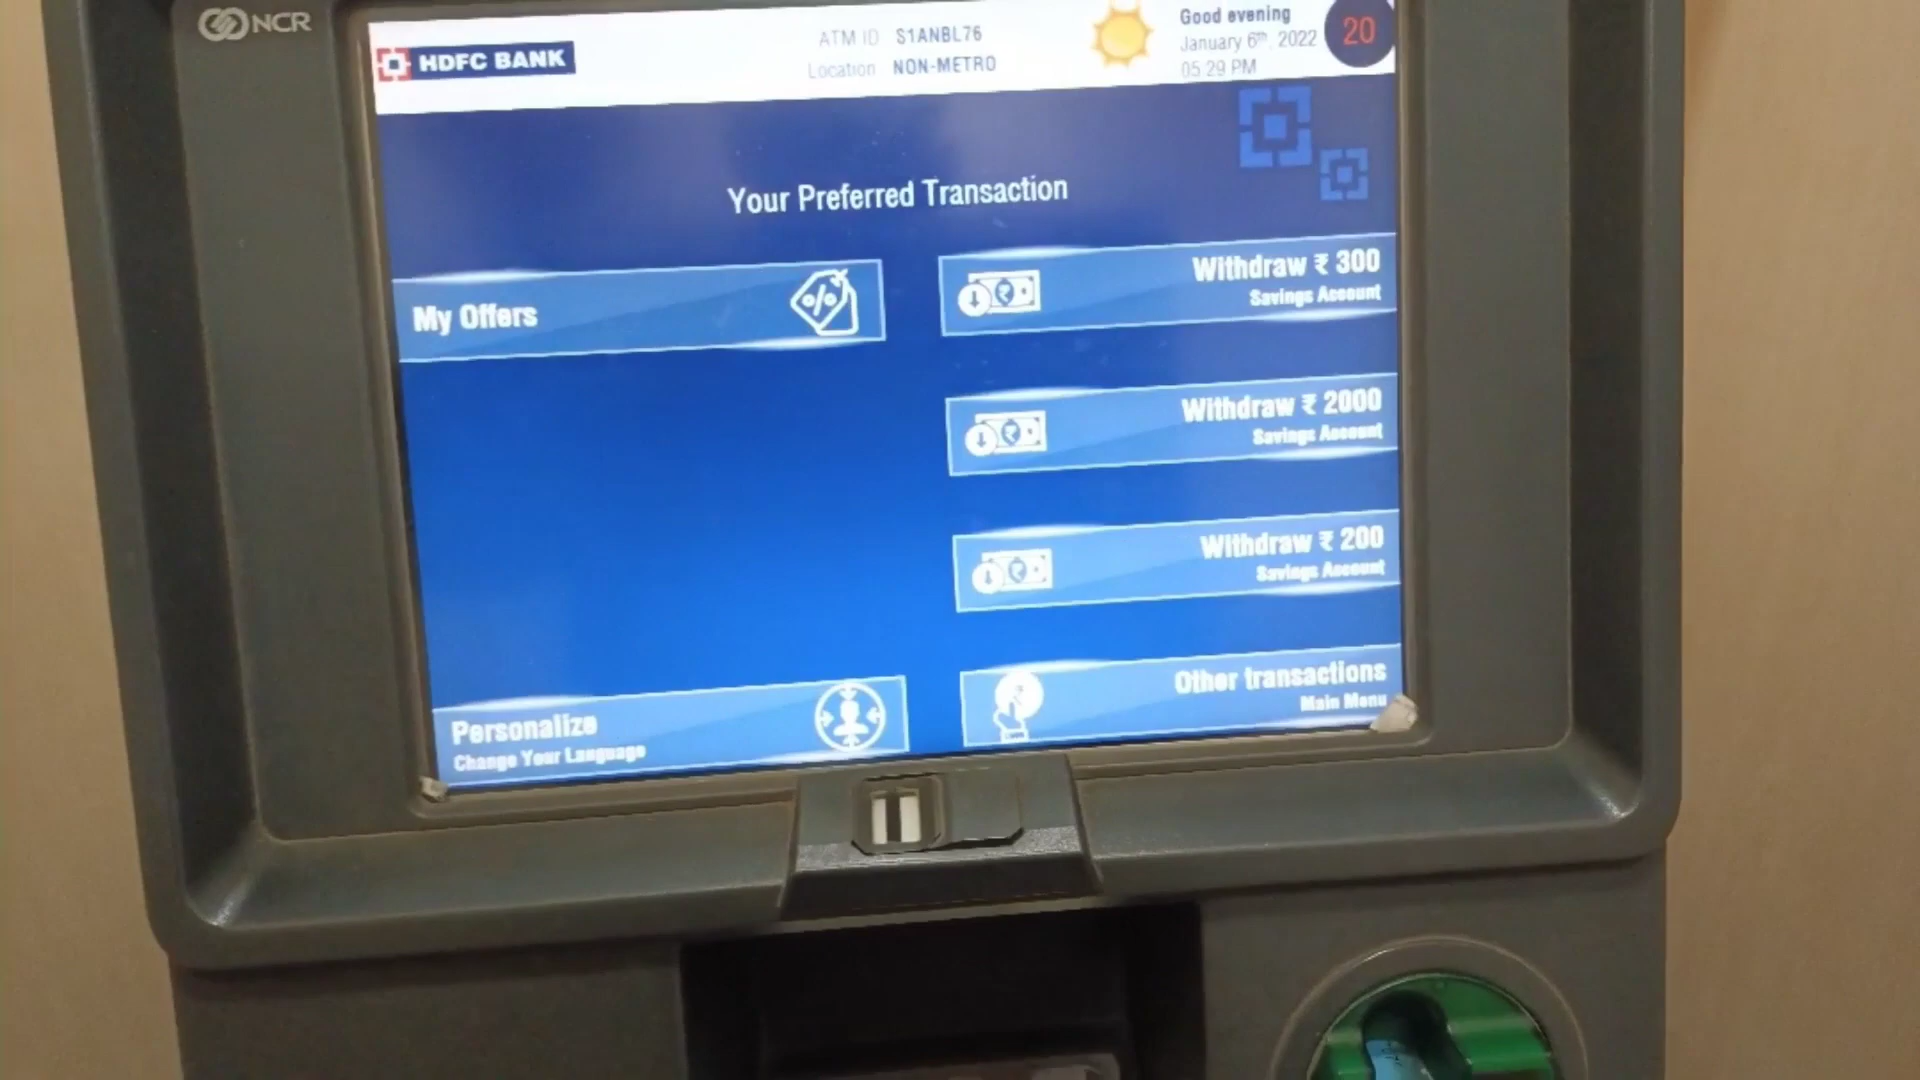 NCR
HDFC BANK
ATM ID S1ANBL76
Location NON-METRO
Good evening
January 6th, 2022
05:29 PM
20
Your Preferred Transaction
My Offers
Withdraw ₹ 300
Savings Account
Withdraw ₹ 2000
Savings Account
Withdraw ₹ 200
Savings Account
Other transactions
Main Menu
Personalize
Change Your Language